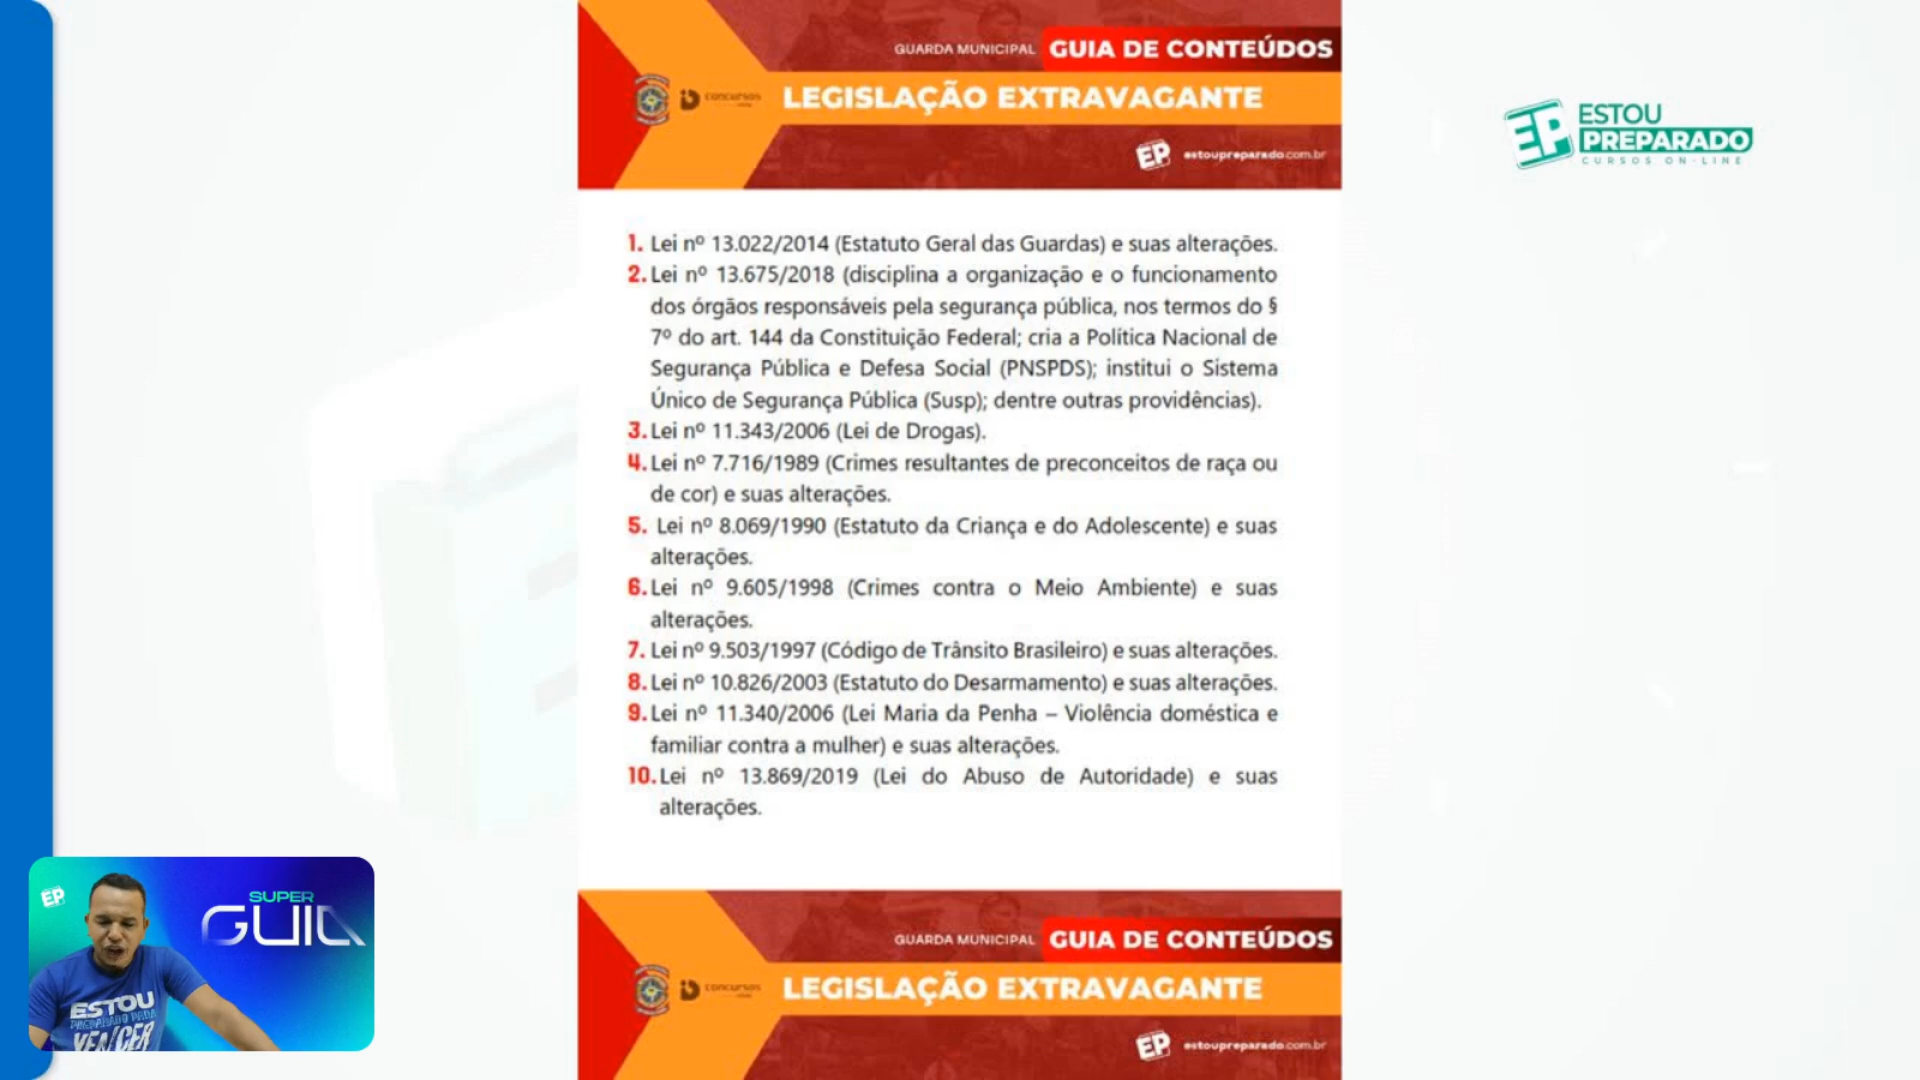 GUARDA MUNICIPAL GUIA DE CONTEÚDOS
concursos
LEGISLAÇÃO EXTRAVAGANTE
EP estoupreparado.com.br
EP ESTOU
PREPARADO
CURSOS ON-LINE
1. Lei nº 13.022/2014 (Estatuto Geral das Guardas) e suas alterações.
2. Lei nº 13.675/2018 (disciplina a organização e o funcionamento
dos órgãos responsáveis pela segurança pública, nos termos do §
7º do art. 144 da Constituição Federal; cria a Política Nacional de
Segurança Pública e Defesa Social (PNSPDS); institui o Sistema
Único de Segurança Pública (Susp); dentre outras providências).
3. Lei nº 11.343/2006 (Lei de Drogas).
4. Lei nº 7.716/1989 (Crimes resultantes de preconceitos de raça ou
de cor) e suas alterações.
5. Lei nº 8.069/1990 (Estatuto da Criança e do Adolescente) e suas
alterações.
6. Lei nº 9.605/1998 (Crimes contra o Meio Ambiente) e suas
alterações.
7. Lei nº 9.503/1997 (Código de Trânsito Brasileiro) e suas alterações.
8. Lei nº 10.826/2003 (Estatuto do Desarmamento) e suas alterações.
9. Lei nº 11.340/2006 (Lei Maria da Penha – Violência doméstica e
familiar contra a mulher) e suas alterações.
10. Lei nº 13.869/2019 (Lei do Abuso de Autoridade) e suas
alterações.
EP
SUPER
GUIA
ESTOU
PREPARADO PARA
VENCER
GUARDA MUNICIPAL GUIA DE CONTEÚDOS
concursos
LEGISLAÇÃO EXTRAVAGANTE
EP estoupreparado.com.br